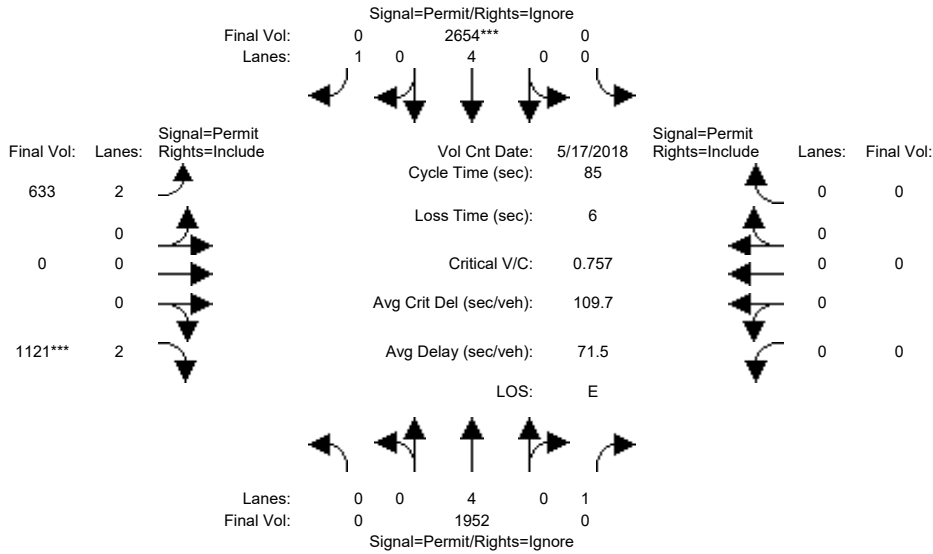 Signal=Permit/Rights=Ignore
Final Vol: 0 2654*** 0
Lanes: 1 0 4 0 0
Signal=Permit Signal=Permit
Final Vol: Lanes: Rights=Include Vol Cnt Date: 5/17/2018 Rights=Include Lanes: Final Vol:
Cycle Time (sec): 85
633 2 0 0
Loss Time (sec): 6
0 0
0 0 Critical V/C: 0.757 0 0
0 Avg Crit Del (sec/veh): 109.7 0
1121*** 2 Avg Delay (sec/veh): 71.5 0 0
LOS: E
Lanes: 0 0 4 0 1
Final Vol: 0 1952 0
Signal=Permit/Rights=Ignore